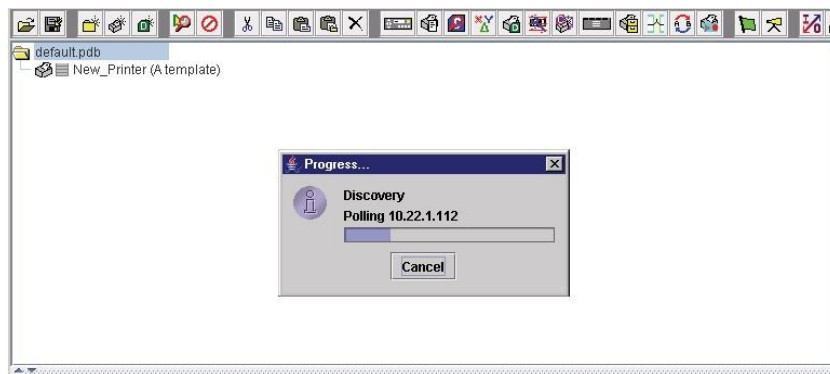 default.pdb
New_Printer (A template)
Progress...
Discovery
Polling 10.22.1.112
Cancel